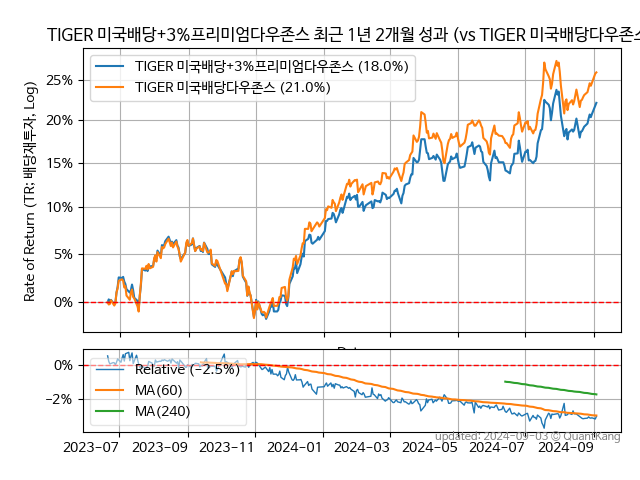 TIGER 미국배당+3%프리미엄다우존스 최근 1년 2개월 성과 (vs TIGER 미국배당다우존스
TIGER 미국배당+3%프리미엄다우존스 (18.0%)
TIGER 미국배당다우존스 (21.0%)
Rate of Return (TR: 배당재투자, Log)
25%
20%
15%
10%
5%
0%
0%
−2%
Relative (−2.5%)
MA(60)
MA(240)
updated: 2024-09-03 © QuantKang
2023-07 2023-09 2023-11 2024-01 2024-03 2024-05 2024-07 2024-09